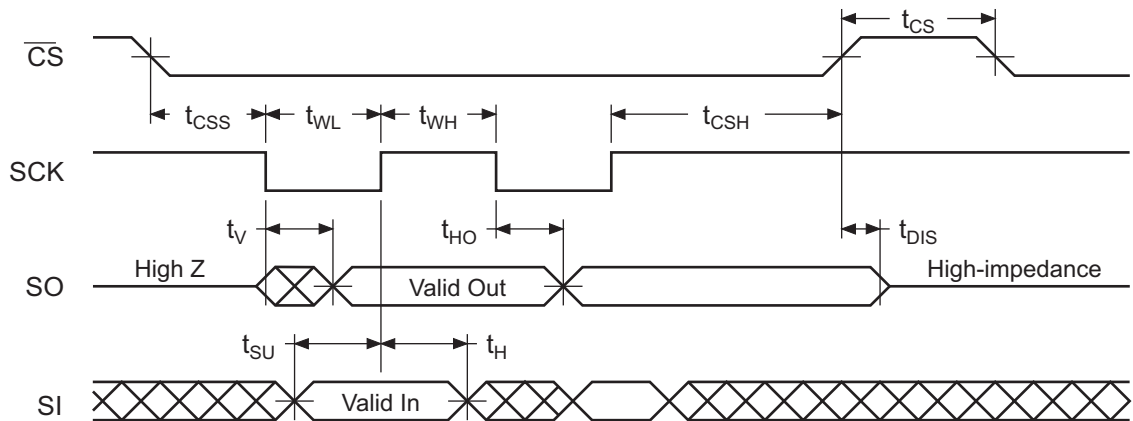 t_CS
C̅S̅
t_CSS t_WL t_WH t_CSH
SCK
t_V t_HO t_DIS
High Z High-impedance
SO Valid Out
t_SU t_H
SI Valid In